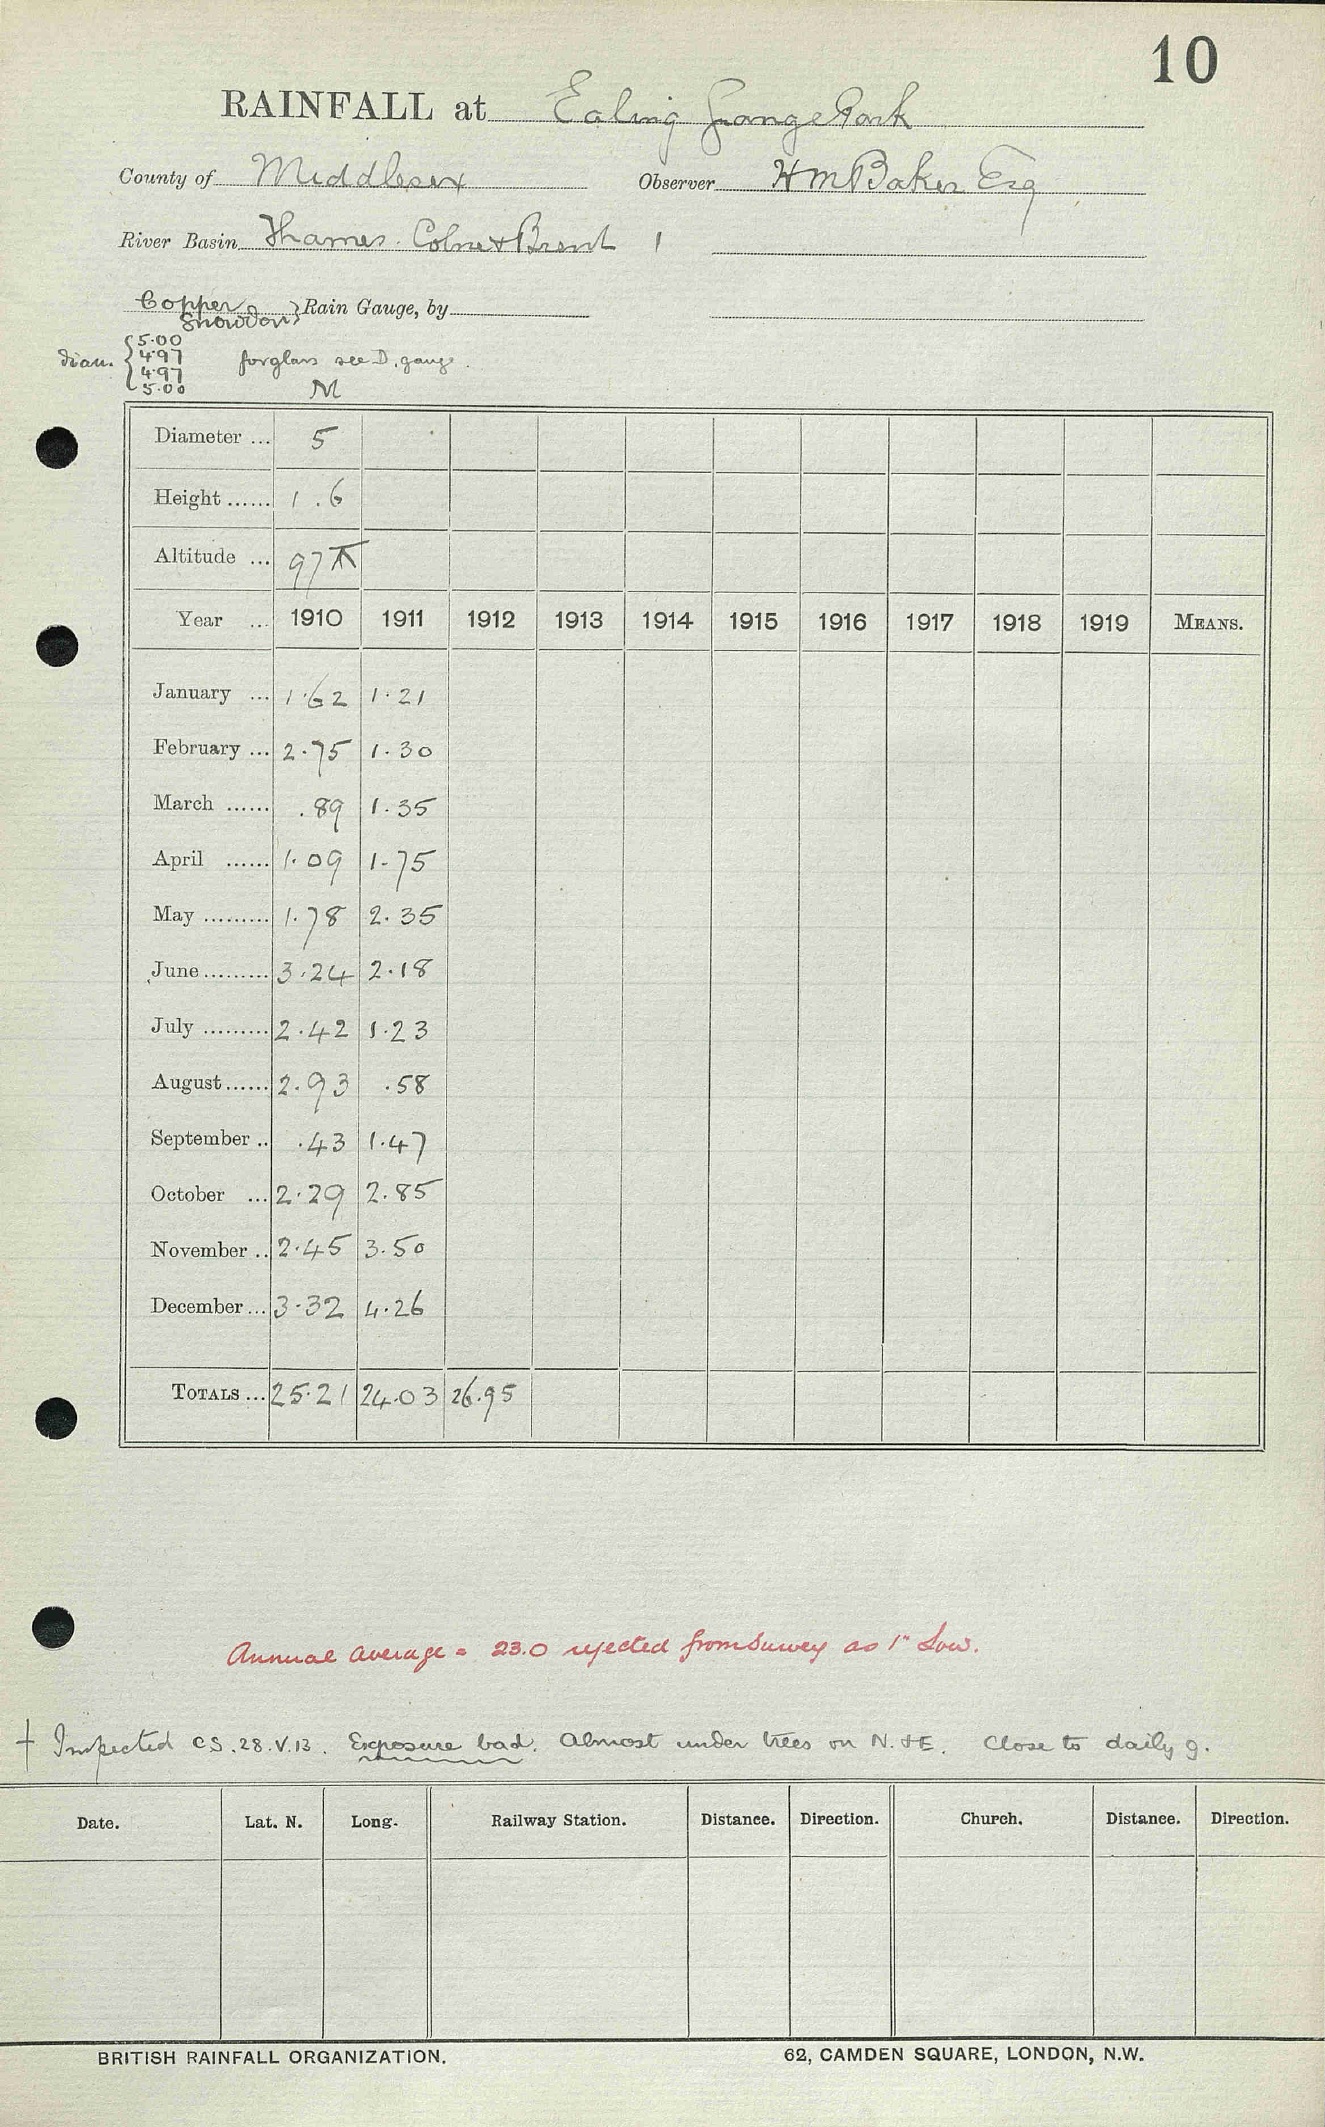 10
RAINFALL at Ealing Grange Park
County of Middlesex Observer H M Baker Esq
River Basin Thames. Colne & Brent 1
Copper Snowdon } Rain Gauge, by
diam. { 5.00 4.97 4.97 5.00 for glass see D. gauge.
M
Diameter ... 5
Height ...... 1 . 6
Altitude ... 97
Year ... 1910 1911 1912 1913 1914 1915 1916 1917 1918 1919 MEANS.
January ... 1.62 1.21
February ... 2.75 1.30
March ...... .89 1.35
April ...... 1.09 1.75
May ......... 1.78 2.35
June ......... 3.24 2.18
July ......... 2.42 1.23
August ...... 2.93 .58
September .. .43 1.47
October ... 2.29 2.85
November .. 2.45 3.50
December ... 3.32 4.26
TOTALS ... 25.21 24.03 26.95
Annual average = 23.0 rejected from Survey as 1" Low.
† Inspected CS. 28.V.13. Exposure bad. Almost under trees on N. & E. Close to daily g.
Date. Lat. N. Long. Railway Station. Distance. Direction. Church. Distance. Direction.
BRITISH RAINFALL ORGANIZATION. 62, CAMDEN SQUARE, LONDON, N.W.